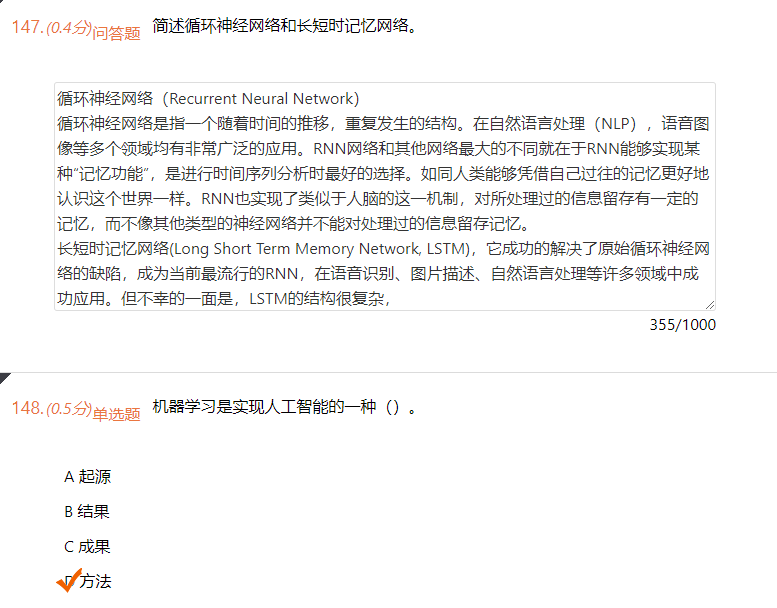 147.(0.4分)问答题 简述循环神经网络和长短时记忆网络。
循环神经网络（Recurrent Neural Network）
循环神经网络是指一个随着时间的推移，重复发生的结构。在自然语言处理（NLP），语音图
像等多个领域均有非常广泛的应用。RNN网络和其他网络最大的不同就在于RNN能够实现某
种“记忆功能”，是进行时间序列分析时最好的选择。如同人类能够凭借自己过往的记忆更好地
认识这个世界一样。RNN也实现了类似于人脑的这一机制，对所处理过的信息留存有一定的
记忆，而不像其他类型的神经网络并不能对处理过的信息留存记忆。
长短时记忆网络(Long Short Term Memory Network, LSTM)，它成功的解决了原始循环神经网
络的缺陷，成为当前最流行的RNN，在语音识别、图片描述、自然语言处理等许多领域中成
功应用。但不幸的一面是，LSTM的结构很复杂，
355/1000
148.(0.5分)单选题 机器学习是实现人工智能的一种（）。
A 起源
B 结果
C 成果
D 方法